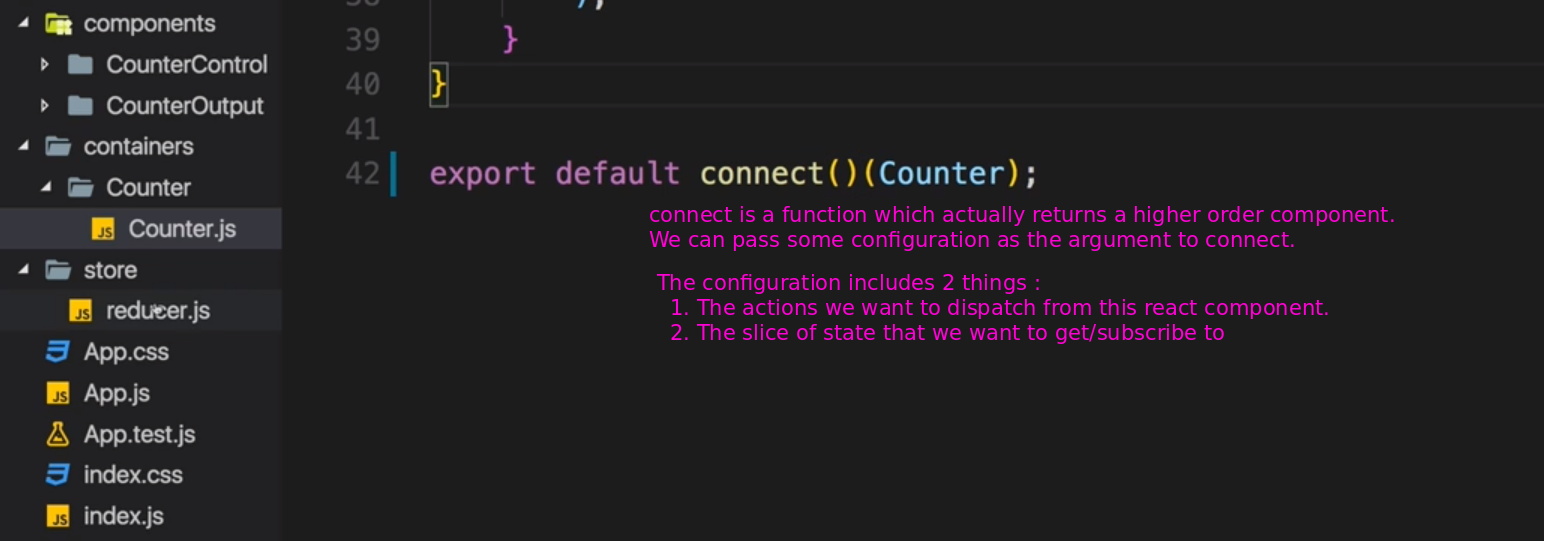 components
CounterControl
CounterOutput
containers
Counter
JS Counter.js
store
JS reducer.js
App.css
JS App.js
App.test.js
index.css
JS index.js
38 );
39 }
40 }
41
42 export default connect()(Counter);
connect is a function which actually returns a higher order component.
We can pass some configuration as the argument to connect.
The configuration includes 2 things :
1. The actions we want to dispatch from this react component.
2. The slice of state that we want to get/subscribe to